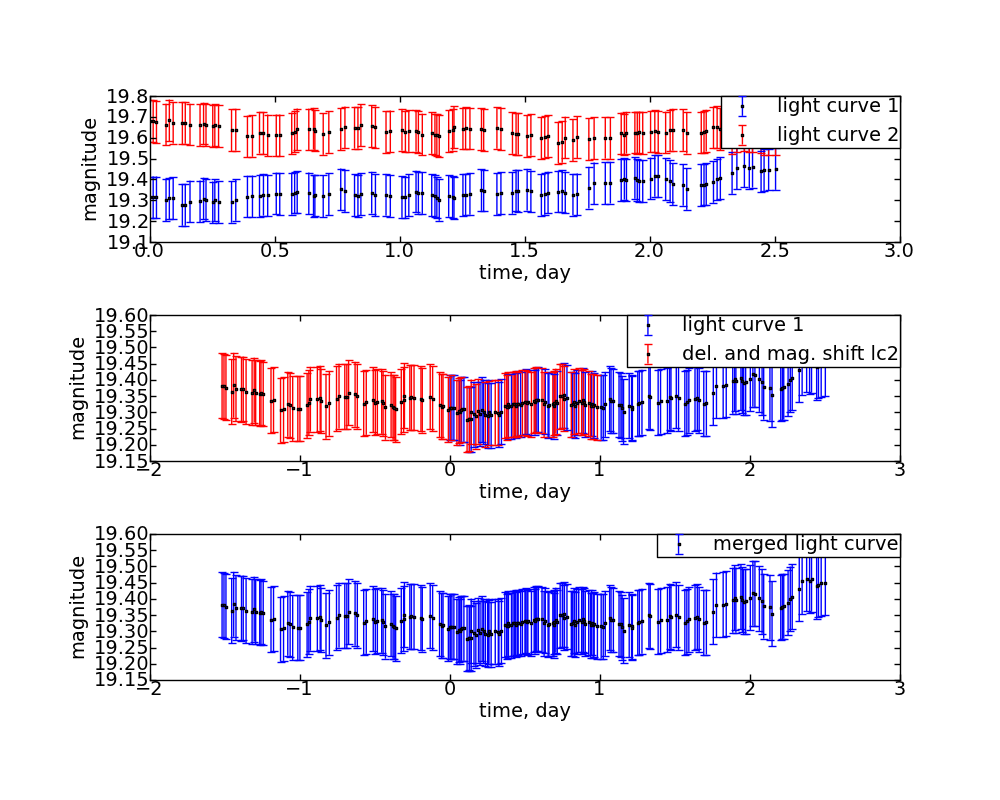 19.8
19.7
19.6
19.5
19.4
19.3
19.2
19.1
magnitude
light curve 1
light curve 2
0.0 0.5 1.0 1.5 2.0 2.5 3.0
time, day
19.60
19.55
19.50
19.45
19.40
19.35
19.30
19.25
19.20
19.15
magnitude
light curve 1
del. and mag. shift lc2
−2 −1 0 1 2 3
time, day
19.60
19.55
19.50
19.45
19.40
19.35
19.30
19.25
19.20
19.15
magnitude
merged light curve
−2 −1 0 1 2 3
time, day